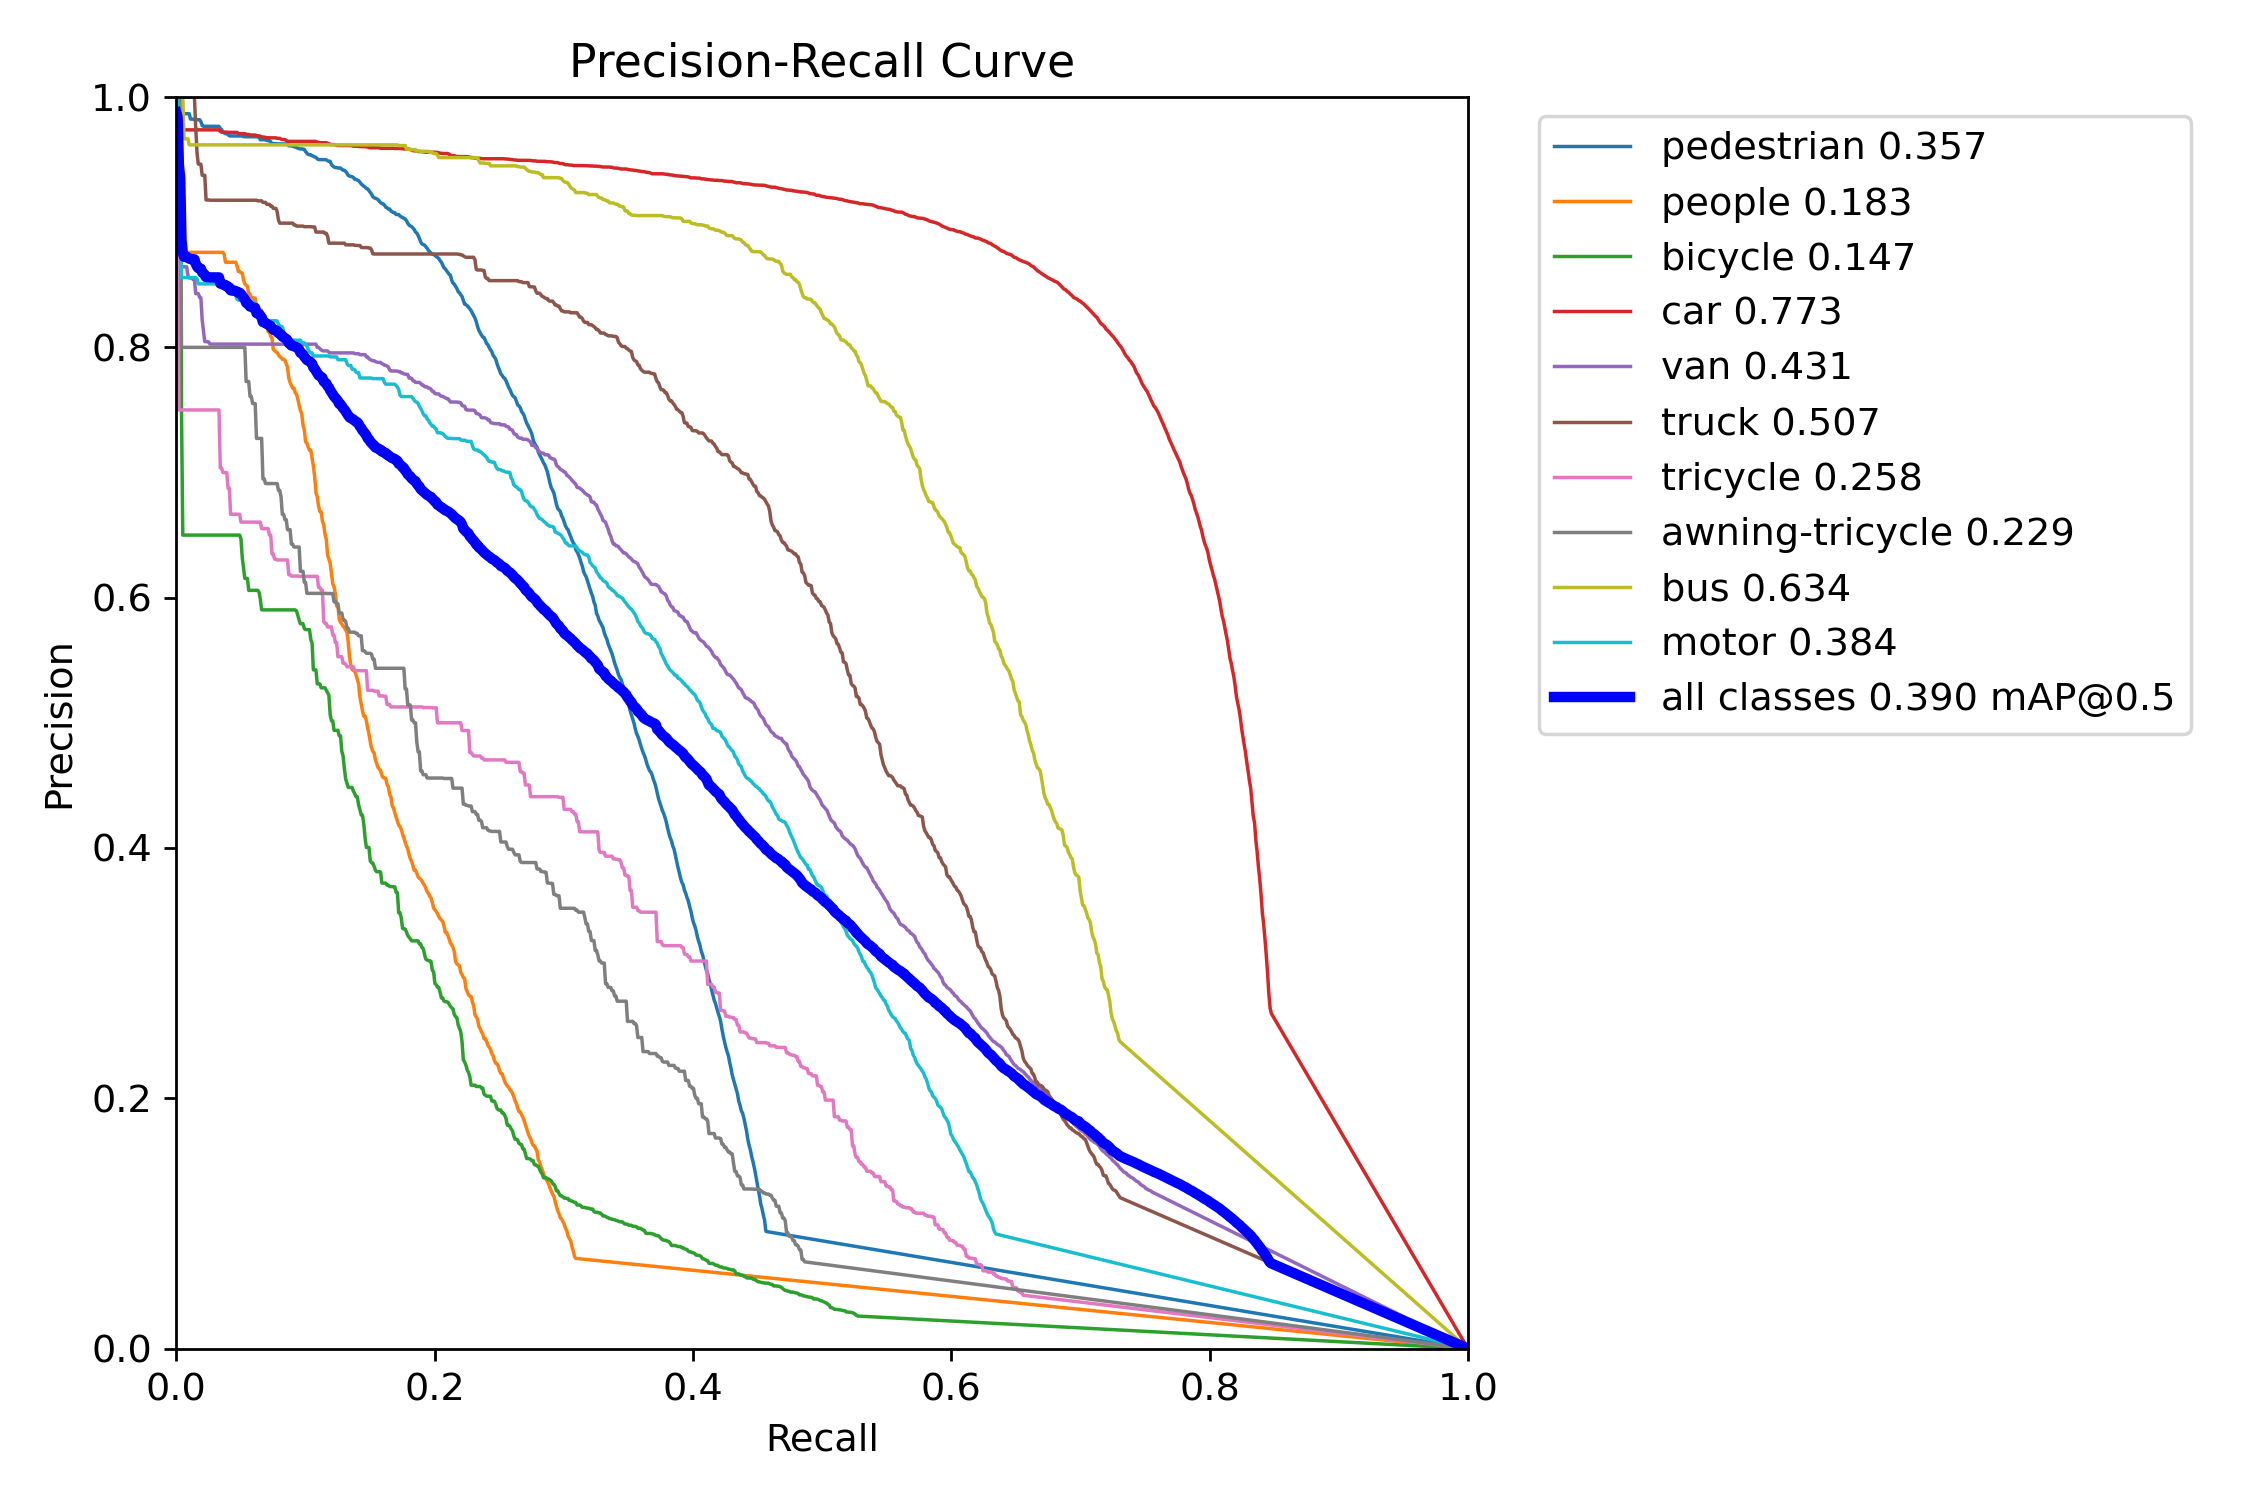 Precision-Recall Curve
1.0
0.8
0.6
0.4
0.2
0.0
Precision
0.0 0.2 0.4 0.6 0.8 1.0
Recall
pedestrian 0.357
people 0.183
bicycle 0.147
car 0.773
van 0.431
truck 0.507
tricycle 0.258
awning-tricycle 0.229
bus 0.634
motor 0.384
all classes 0.390 mAP@0.5